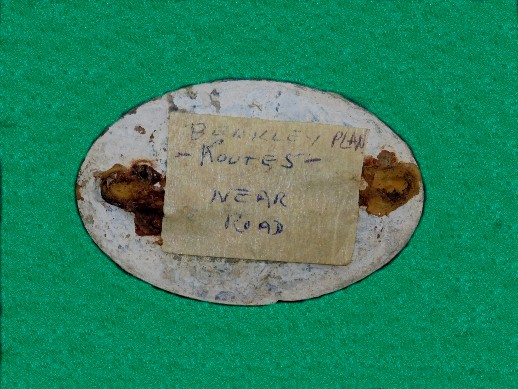 BERKLEY PLAN
- ROUTES -
NEAR
ROAD